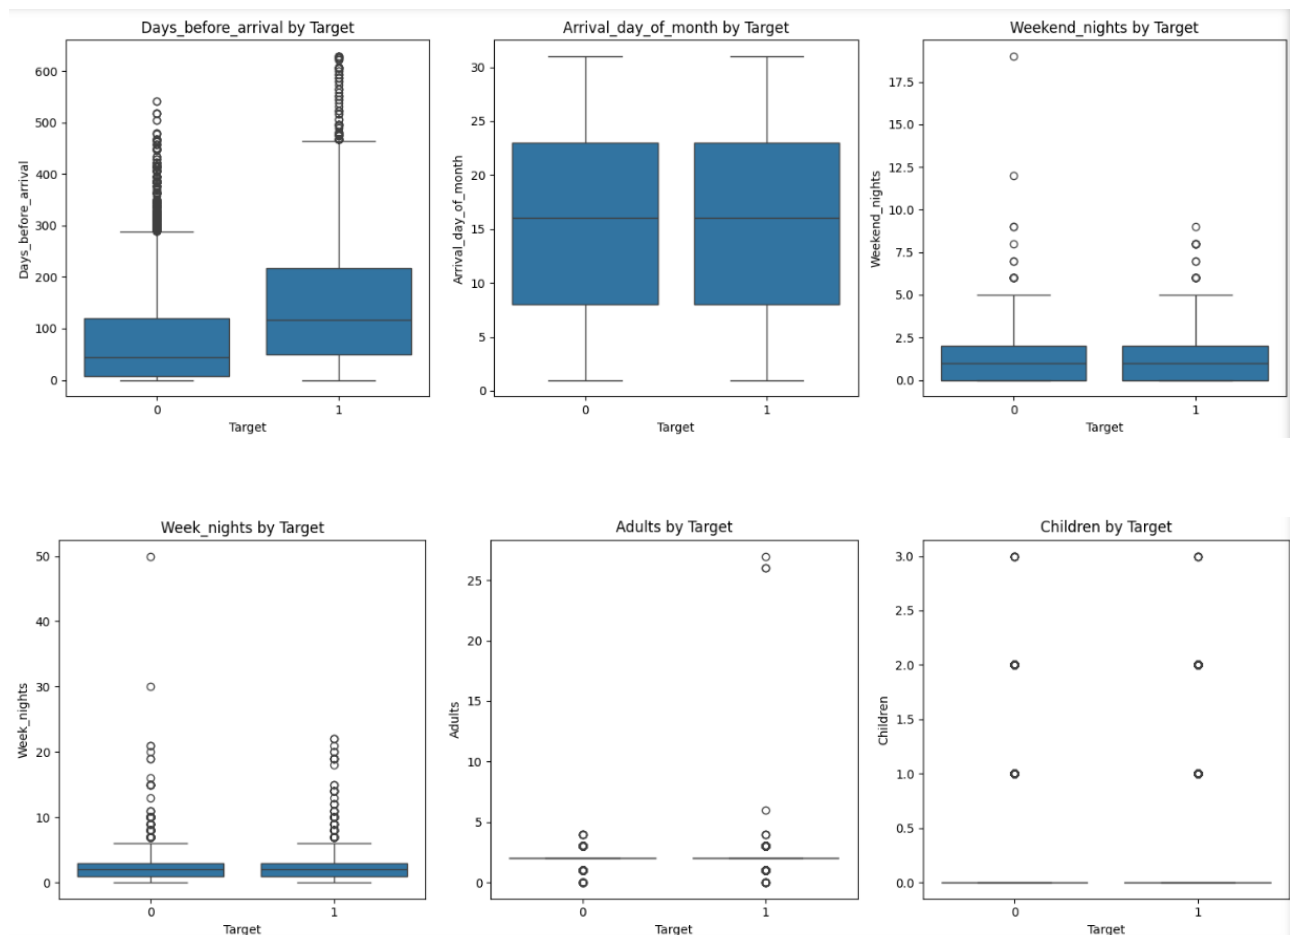 Days_before_arrival by Target
Days_before_arrival
600
500
400
300
200
100
0
0 1
Target
Arrival_day_of_month by Target
Arrival_day_of_month
30
25
20
15
10
5
0
0 1
Target
Weekend_nights by Target
Weekend_nights
17.5
15.0
12.5
10.0
7.5
5.0
2.5
0.0
0 1
Target
Week_nights by Target
Week_nights
50
40
30
20
10
0
0 1
Target
Adults by Target
Adults
25
20
15
10
5
0
0 1
Target
Children by Target
Children
3.0
2.5
2.0
1.5
1.0
0.5
0.0
0 1
Target